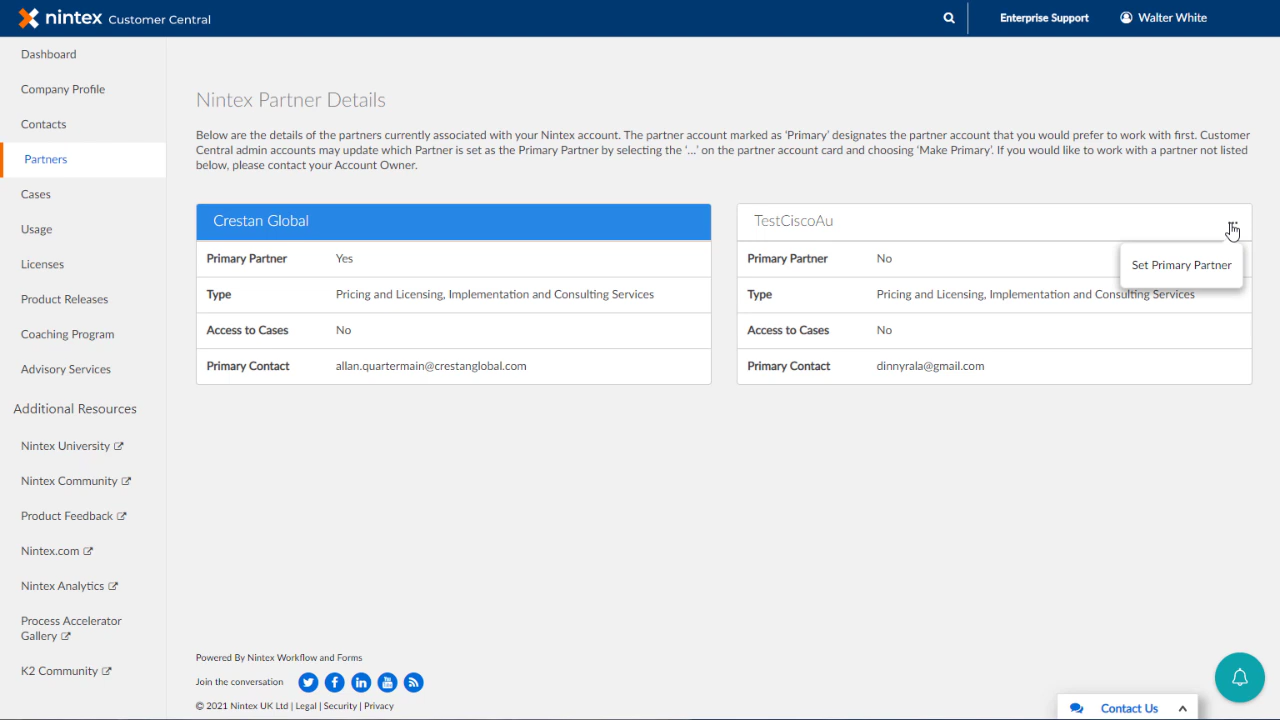 nintex Customer Central
Enterprise Support
Walter White
Dashboard
Company Profile
Contacts
Partners
Cases
Usage
Licenses
Product Releases
Coaching Program
Advisory Services
Additional Resources
Nintex University
Nintex Community
Product Feedback
Nintex.com
Nintex Analytics
Process Accelerator
Gallery
K2 Community
Nintex Partner Details
Below are the details of the partners currently associated with your Nintex account. The partner account marked as ‘Primary’ designates the partner account that you would prefer to work with first. Customer
Central admin accounts may update which Partner is set as the Primary Partner by selecting the ‘...’ on the partner account card and choosing ‘Make Primary’. If you would like to work with a partner not listed
below, please contact your Account Owner.
Crestan Global
Primary Partner Yes
Type Pricing and Licensing, Implementation and Consulting Services
Access to Cases No
Primary Contact allan.quartermain@crestanglobal.com
TestCiscoAu
Set Primary Partner
Primary Partner No
Type Pricing and Licensing, Implementation and Consulting Services
Access to Cases No
Primary Contact dinnyrala@gmail.com
Powered By Nintex Workflow and Forms
Join the conversation
© 2021 Nintex UK Ltd | Legal | Security | Privacy
Contact Us